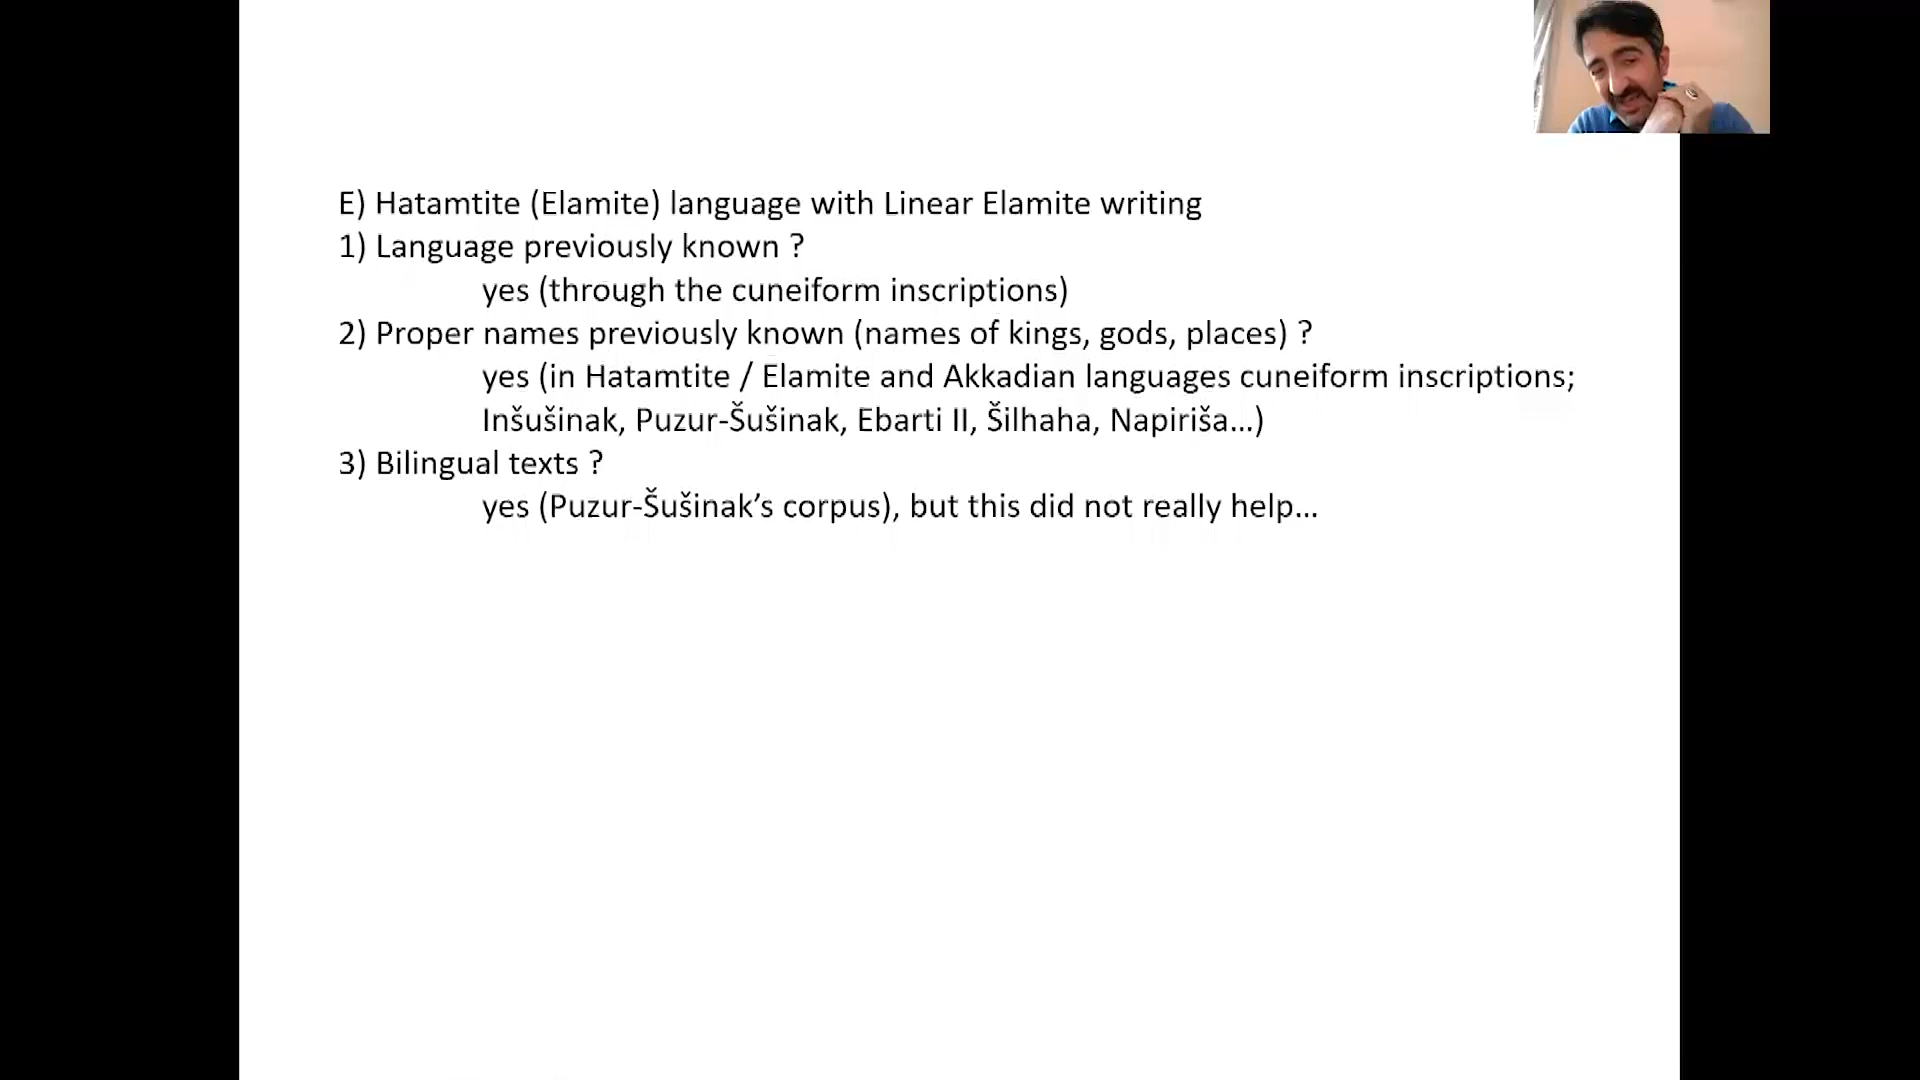 E) Hatamtite (Elamite) language with Linear Elamite writing
1) Language previously known ?
yes (through the cuneiform inscriptions)
2) Proper names previously known (names of kings, gods, places) ?
yes (in Hatamtite / Elamite and Akkadian languages cuneiform inscriptions;
Inšušinak, Puzur-Šušinak, Ebarti II, Šilhaha, Napiriša...)
3) Bilingual texts ?
yes (Puzur-Šušinak’s corpus), but this did not really help...